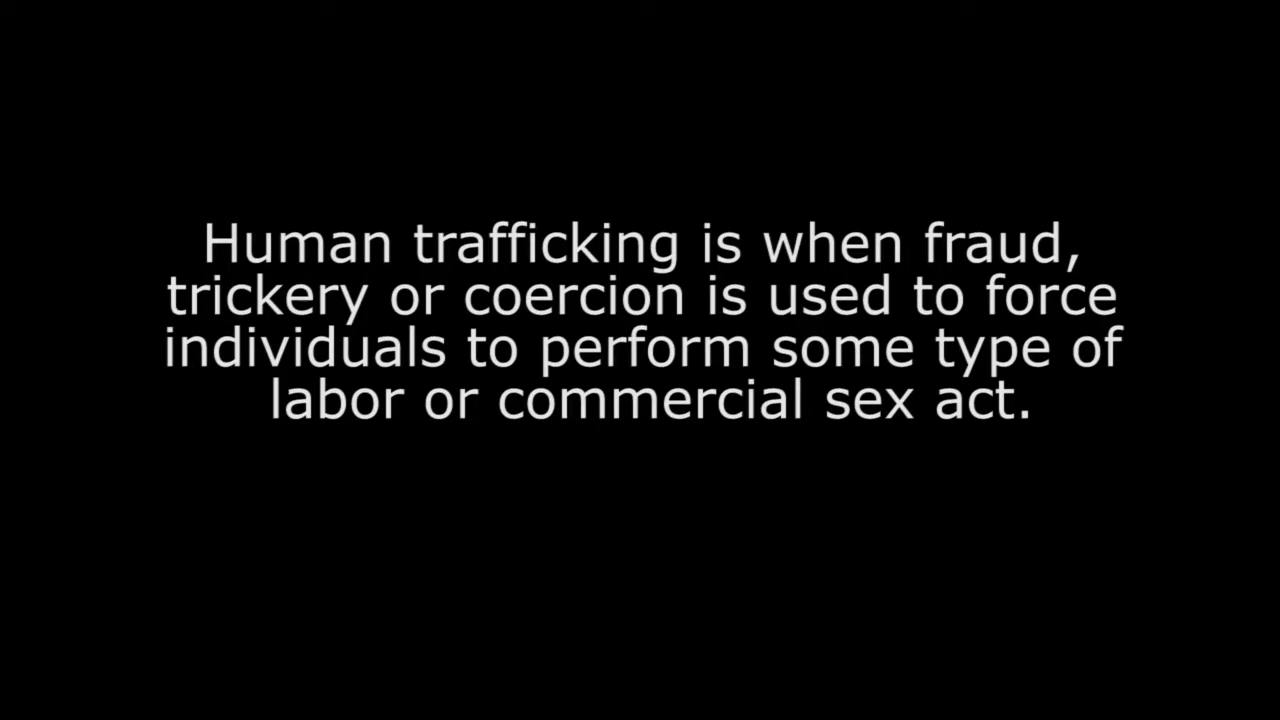 Human trafficking is when fraud,
trickery or coercion is used to force
individuals to perform some type of
labor or commercial sex act.